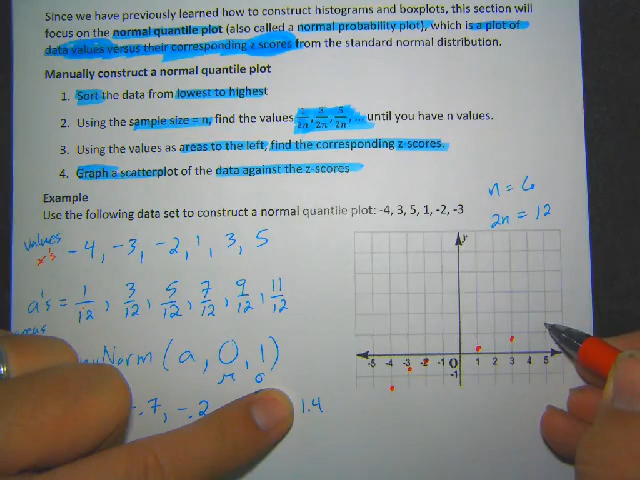 Since we have previously learned how to construct histograms and boxplots, this section will
focus on the normal quantile plot (also called a normal probability plot), which is a plot of
data values versus their corresponding z scores from the standard normal distribution.
Manually construct a normal quantile plot
1. Sort the data from lowest to highest
2. Using the sample size = n, find the values 1/2n, 3/2n, 5/2n, ... until you have n values.
3. Using the values as areas to the left, find the corresponding z-scores.
4. Graph a scatterplot of the data against the z-scores
n = 6
Example
Use the following data set to construct a normal quantile plot: -4, 3, 5, 1, -2, -3
2n = 12
values
x's -4, -3, -2, 1, 3, 5
y
a's = 1/12, 3/12, 5/12, 7/12, 9/12, 11/12
Norm (a, 0, 1)
μ σ
-5 -4 -3 -2 -1 O 1 2 3 4 5
-1
-.7, -.2
1.4